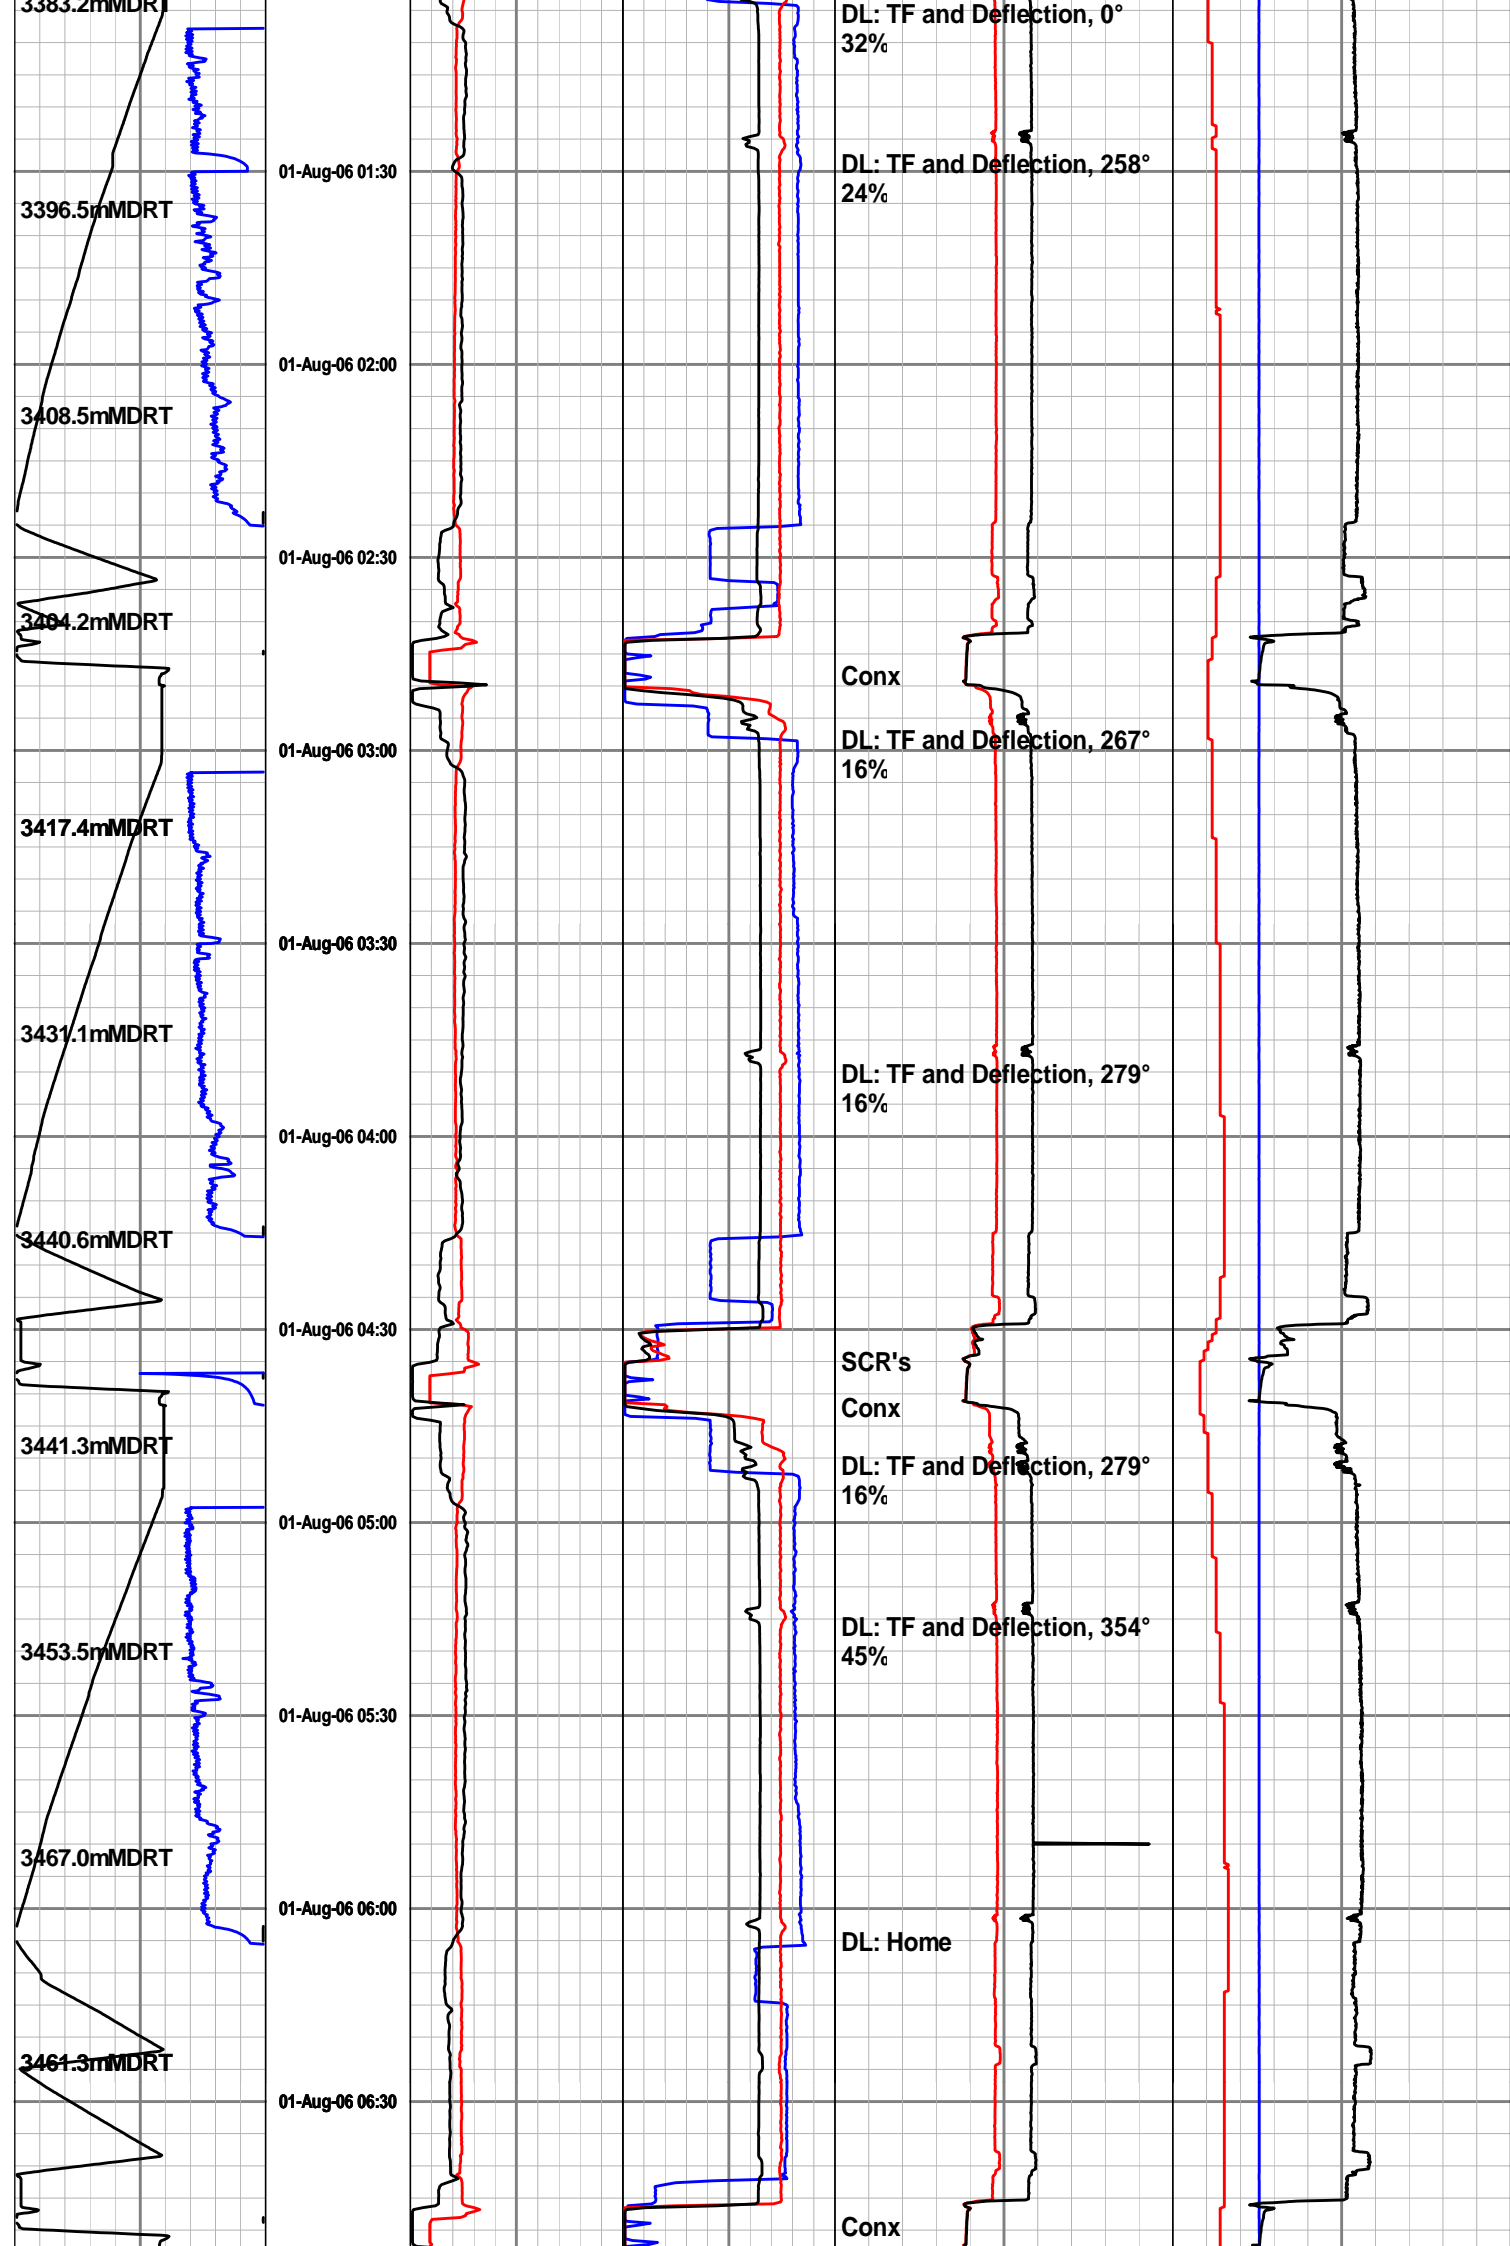 3383.2mMDRT
DL: TF and Deflection, 0°
32%
01-Aug-06 01:30
DL: TF and Deflection, 258°
24%
3396.5mMDRT
01-Aug-06 02:00
3408.5mMDRT
01-Aug-06 02:30
3404.2mMDRT
Conx
01-Aug-06 03:00
DL: TF and Deflection, 267°
16%
3417.4mMDRT
01-Aug-06 03:30
3431.1mMDRT
DL: TF and Deflection, 279°
16%
01-Aug-06 04:00
3440.6mMDRT
01-Aug-06 04:30
SCR's
Conx
3441.3mMDRT
DL: TF and Deflection, 279°
16%
01-Aug-06 05:00
DL: TF and Deflection, 354°
45%
3453.5mMDRT
01-Aug-06 05:30
3467.0mMDRT
01-Aug-06 06:00
DL: Home
3461.3mMDRT
01-Aug-06 06:30
Conx